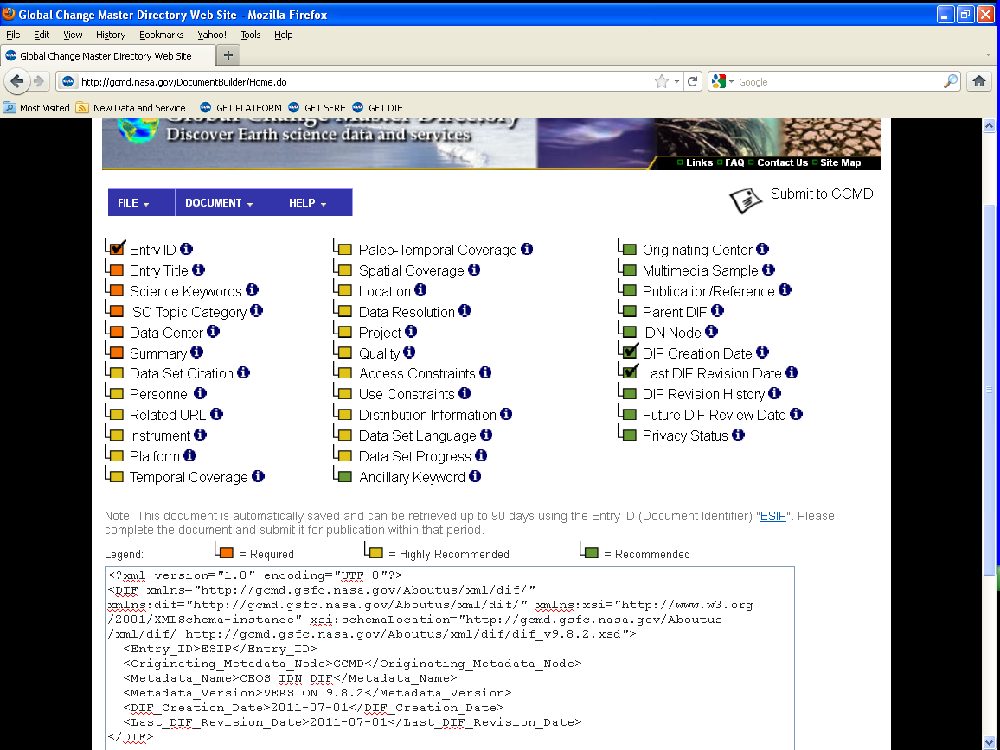 Global Change Master Directory Web Site - Mozilla Firefox
File Edit View History Bookmarks Yahoo! Tools Help
Global Change Master Directory Web Site
http://gcmd.nasa.gov/DocumentBuilder/Home.do
Google
Most Visited New Data and Service... GET PLATFORM GET SERF GET DIF
Global Change Master Directory
Discover Earth science data and services
Links FAQ Contact Us Site Map
FILE DOCUMENT HELP
Submit to GCMD
Entry ID
Entry Title
Science Keywords
ISO Topic Category
Data Center
Summary
Data Set Citation
Personnel
Related URL
Instrument
Platform
Temporal Coverage
Paleo-Temporal Coverage
Spatial Coverage
Location
Data Resolution
Project
Quality
Access Constraints
Use Constraints
Distribution Information
Data Set Language
Data Set Progress
Ancillary Keyword
Originating Center
Multimedia Sample
Publication/Reference
Parent DIF
IDN Node
DIF Creation Date
Last DIF Revision Date
DIF Revision History
Future DIF Review Date
Privacy Status
Note: This document is automatically saved and can be retrieved up to 90 days using the Entry ID (Document Identifier) "ESIP". Please
complete the document and submit it for publication within that period.
Legend: = Required = Highly Recommended = Recommended
<?xml version="1.0" encoding="UTF-8"?>
<DIF xmlns="http://gcmd.gsfc.nasa.gov/Aboutus/xml/dif/"
xmlns:dif="http://gcmd.gsfc.nasa.gov/Aboutus/xml/dif/" xmlns:xsi="http://www.w3.org
/2001/XMLSchema-instance" xsi:schemaLocation="http://gcmd.gsfc.nasa.gov/Aboutus
/xml/dif/ http://gcmd.gsfc.nasa.gov/Aboutus/xml/dif/dif_v9.8.2.xsd">
<Entry_ID>ESIP</Entry_ID>
<Originating_Metadata_Node>GCMD</Originating_Metadata_Node>
<Metadata_Name>CEOS IDN DIF</Metadata_Name>
<Metadata_Version>VERSION 9.8.2</Metadata_Version>
<DIF_Creation_Date>2011-07-01</DIF_Creation_Date>
<Last_DIF_Revision_Date>2011-07-01</Last_DIF_Revision_Date>
</DIF>